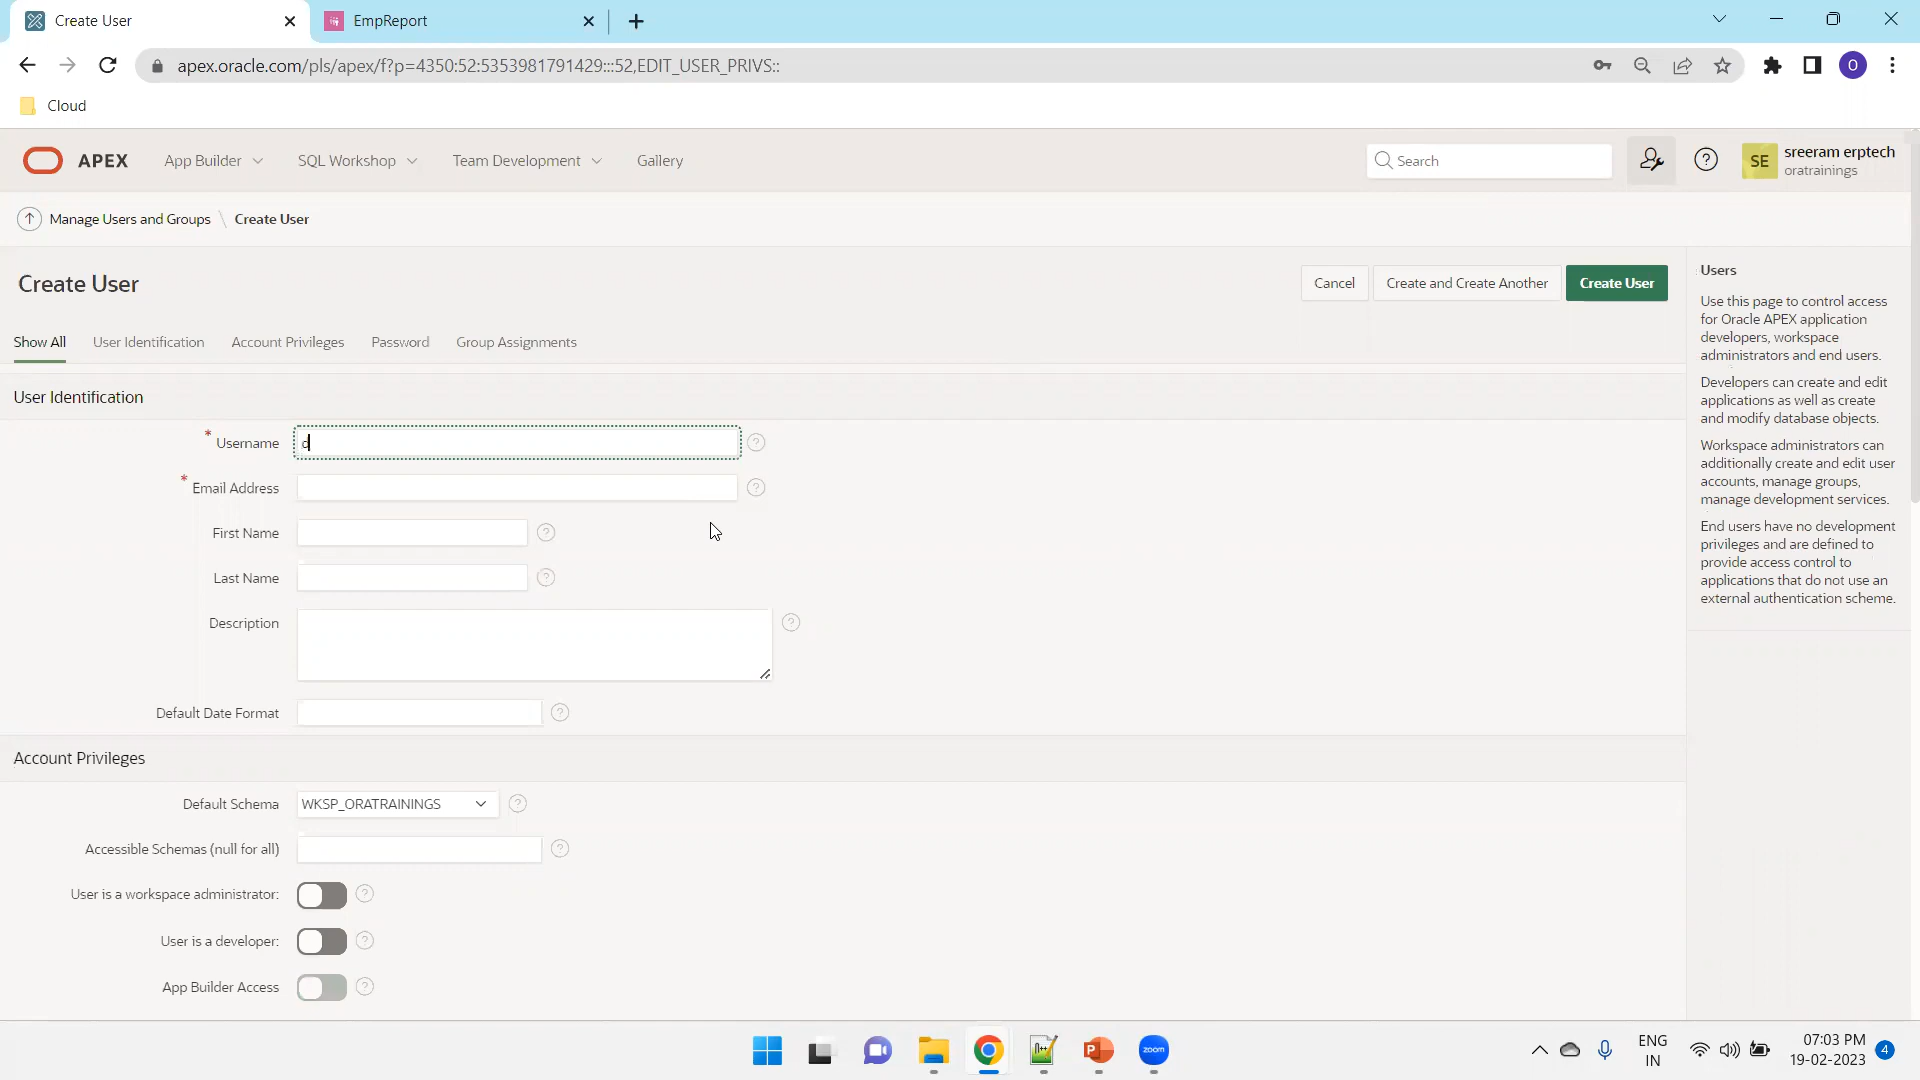 Create User
EmpReport
apex.oracle.com/pls/apex/f?p=4350:52:5353981791429:::52,EDIT_USER_PRIVS::
O
Cloud
APEX
App Builder
SQL Workshop
Team Development
Gallery
Search
SE
sreeram erptech
oratrainings
Manage Users and Groups
Create User
Create User
Cancel
Create and Create Another
Create User
Show All
User Identification
Account Privileges
Password
Group Assignments
User Identification
* Username
d
* Email Address
First Name
Last Name
Description
Default Date Format
Account Privileges
Default Schema
WKSP_ORATRAININGS
Accessible Schemas (null for all)
User is a workspace administrator:
User is a developer:
App Builder Access
Users
Use this page to control access
for Oracle APEX application
developers, workspace
administrators and end users.
Developers can create and edit
applications as well as create
and modify database objects.
Workspace administrators can
additionally create and edit user
accounts, manage groups,
manage development services.
End users have no development
privileges and are defined to
provide access control to
applications that do not use an
external authentication scheme.
zoom
ENG
IN
07:03 PM
19-02-2023
4